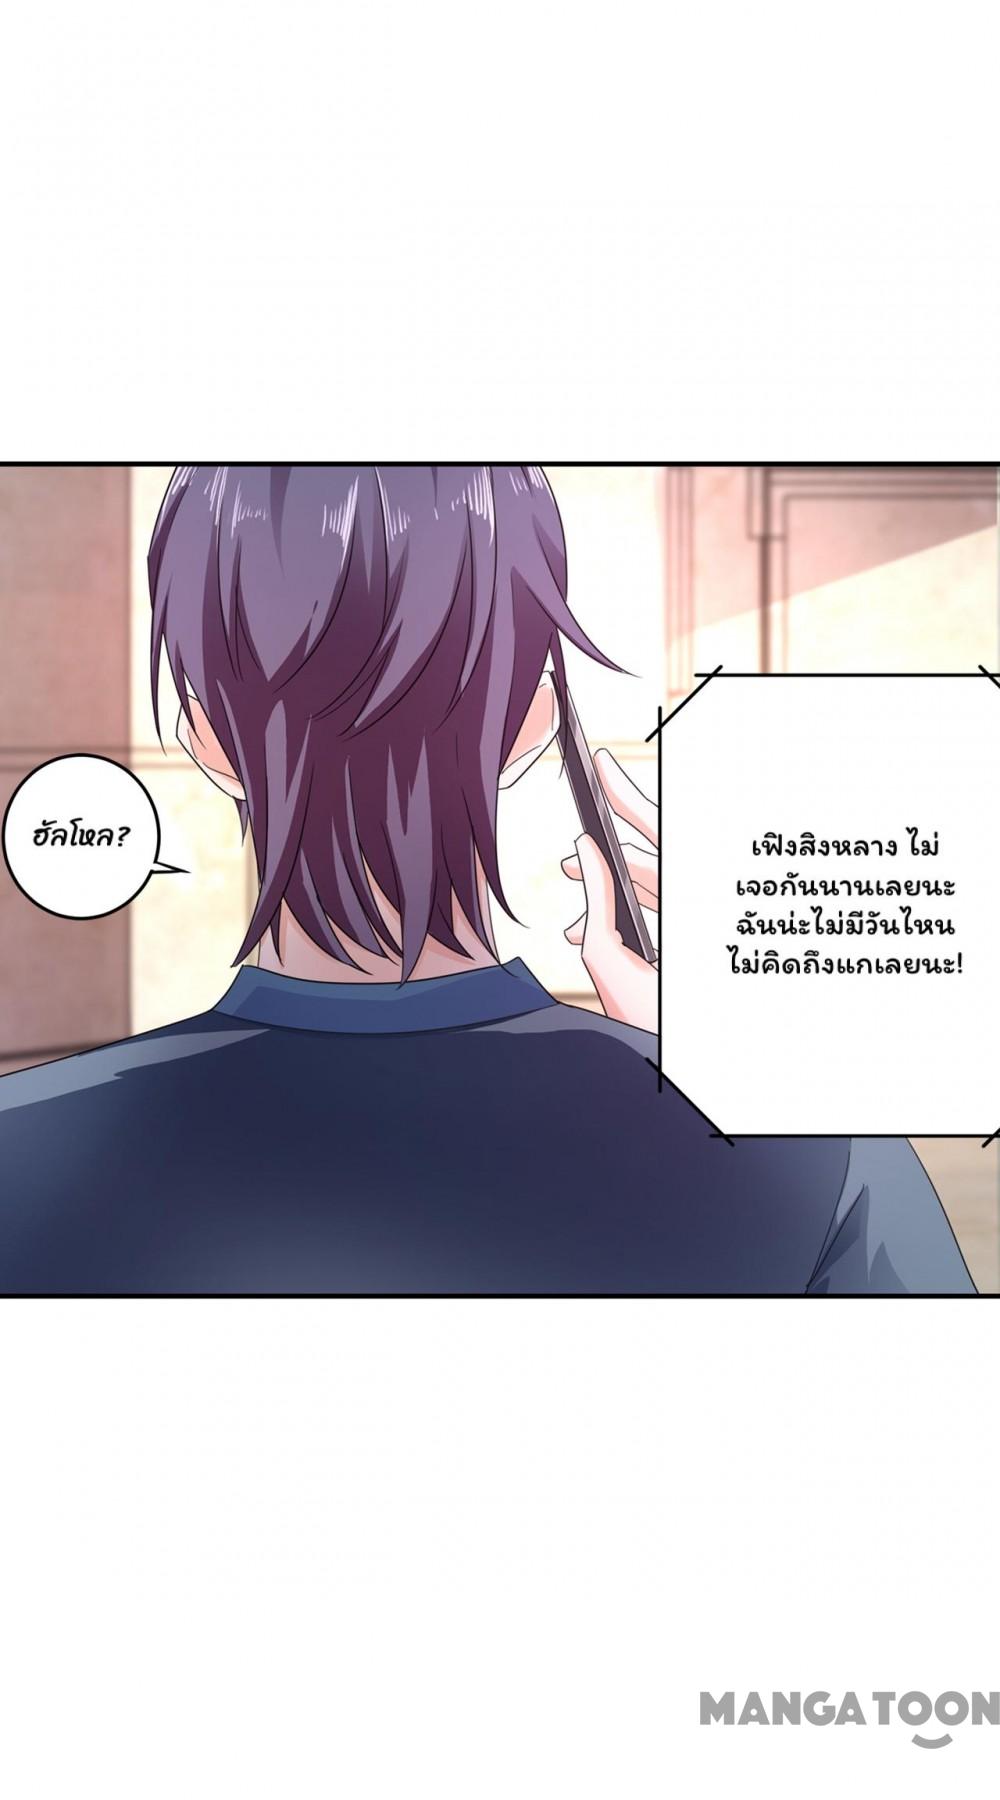 ฮัลโหล?
เฟิงสิงหลาง ไม่
เจอกันนานเลยนะ
ฉันน่ะไม่มีวันไหน
ไม่คิดถึงแกเลยนะ!
MANGATOON